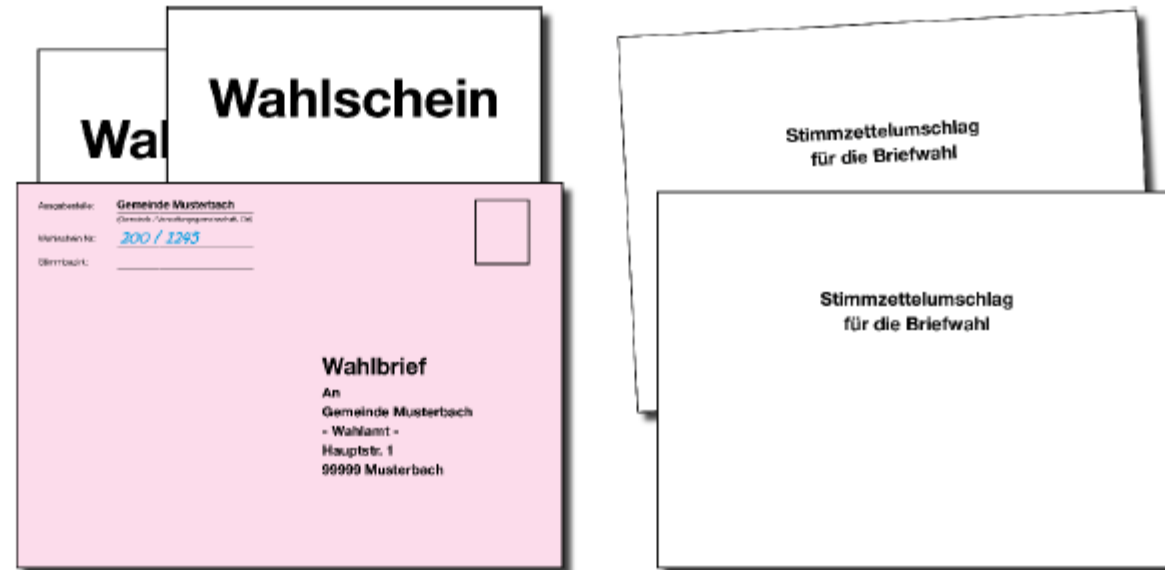 Wahlschein
Wal
Ausgabestelle:
Gemeinde Musterbach
Wahlschein Nr.:
200 / 1245
Stimmbezirk:
Wahlbrief
An
Gemeinde Musterbach
- Wahlamt -
Hauptstr. 1
99999 Musterbach
Stimmzettelumschlag
für die Briefwahl
Stimmzettelumschlag
für die Briefwahl